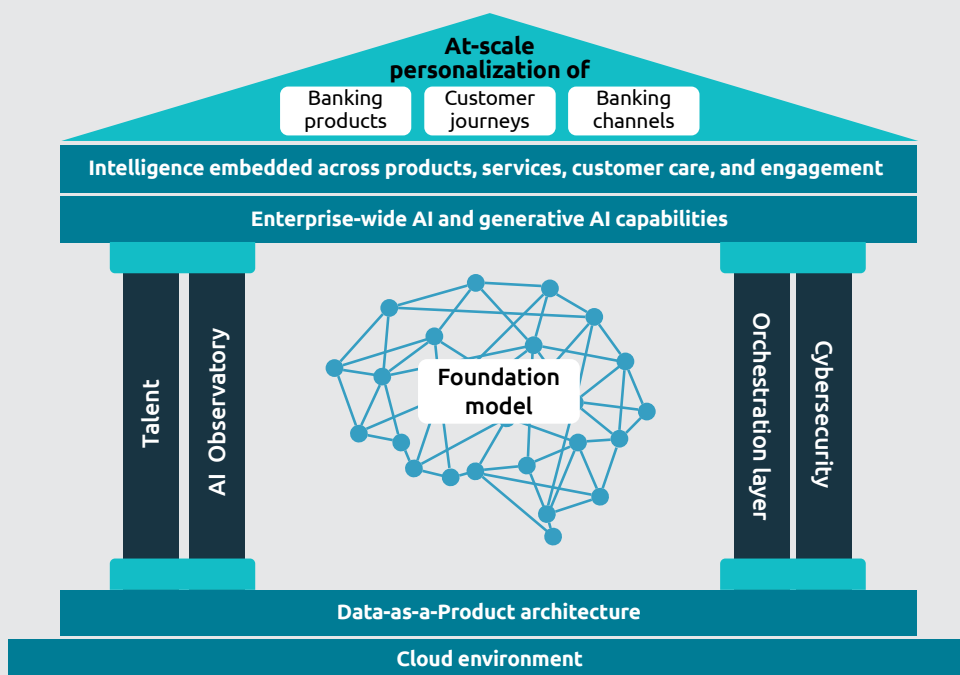 At-scale
personalization of
Banking
products
Customer
journeys
Banking
channels
Intelligence embedded across products, services, customer care, and engagement
Enterprise-wide AI and generative AI capabilities
Talent
AI Observatory
Foundation
model
Orchestration layer
Cybersecurity
Data-as-a-Product architecture
Cloud environment